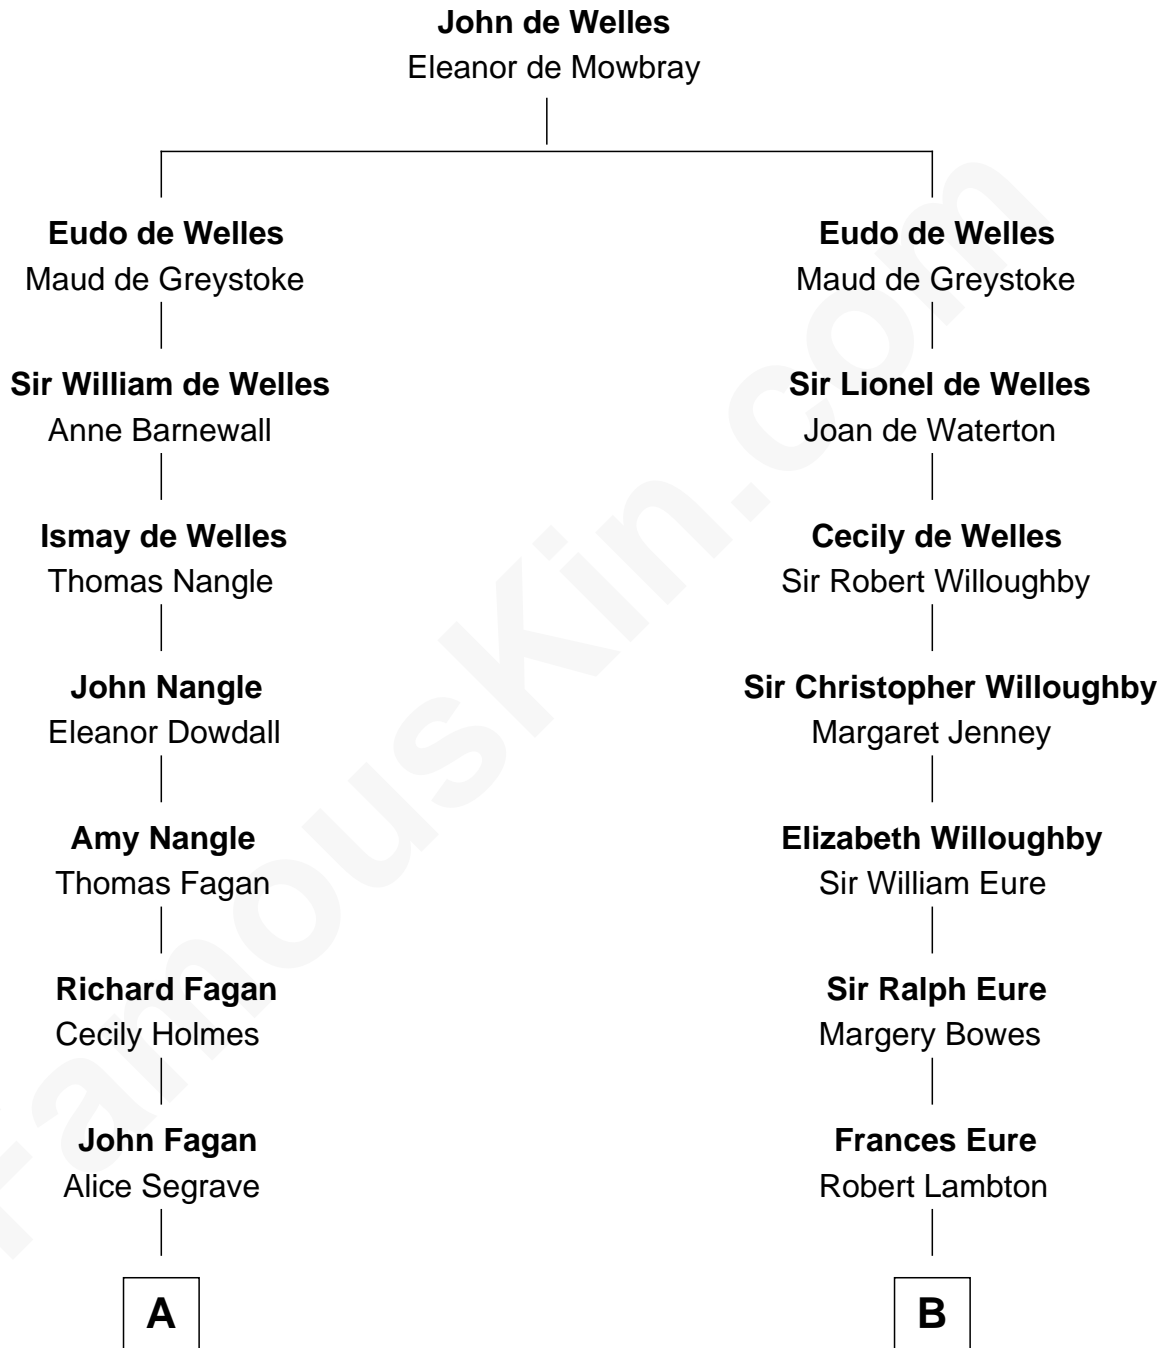 John de Welles
Eleanor de Mowbray
Eudo de Welles
Maud de Greystoke
Eudo de Welles
Maud de Greystoke
Sir William de Welles
Anne Barnewall
Sir Lionel de Welles
Joan de Waterton
Ismay de Welles
Thomas Nangle
Cecily de Welles
Sir Robert Willoughby
John Nangle
Eleanor Dowdall
Sir Christopher Willoughby
Margaret Jenney
Amy Nangle
Thomas Fagan
Elizabeth Willoughby
Sir William Eure
Richard Fagan
Cecily Holmes
Sir Ralph Eure
Margery Bowes
John Fagan
Alice Segrave
Frances Eure
Robert Lambton
A
B
FamousKin.com